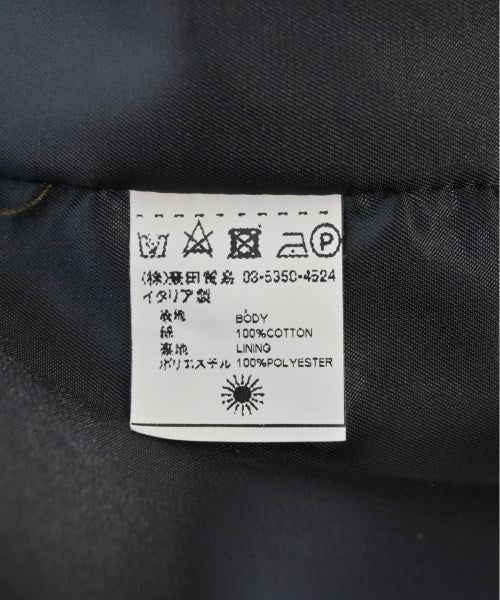 P
(株)豊田貿易 03-5350-4524
イタリア製
表地 BODY
綿 100%COTTON
裏地 LINING
ポリエステル 100%POLYESTER